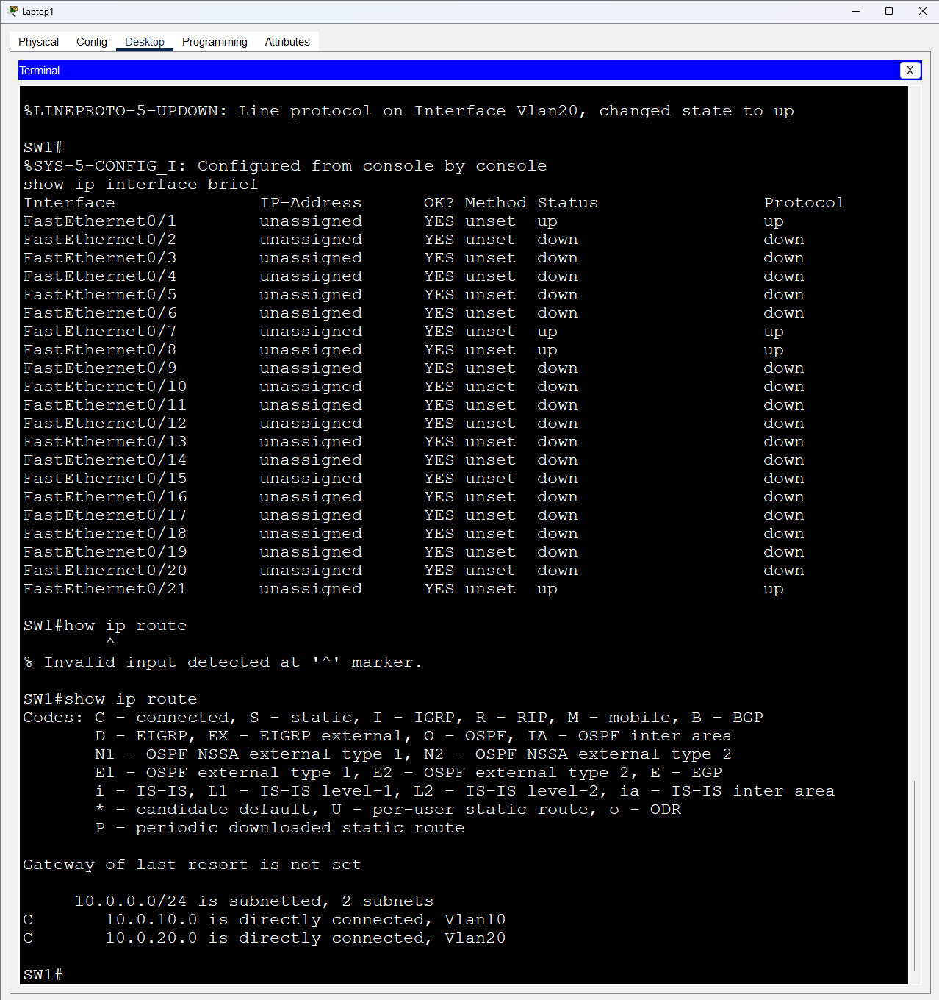 Laptop1
Physical Config Desktop Programming Attributes
Terminal X
%LINEPROTO-5-UPDOWN: Line protocol on Interface Vlan20, changed state to up
SW1#
%SYS-5-CONFIG_I: Configured from console by console
show ip interface brief
Interface              IP-Address      OK? Method Status                Protocol
FastEthernet0/1        unassigned      YES unset  up                    up
FastEthernet0/2        unassigned      YES unset  down                  down
FastEthernet0/3        unassigned      YES unset  down                  down
FastEthernet0/4        unassigned      YES unset  down                  down
FastEthernet0/5        unassigned      YES unset  down                  down
FastEthernet0/6        unassigned      YES unset  down                  down
FastEthernet0/7        unassigned      YES unset  up                    up
FastEthernet0/8        unassigned      YES unset  up                    up
FastEthernet0/9        unassigned      YES unset  down                  down
FastEthernet0/10       unassigned      YES unset  down                  down
FastEthernet0/11       unassigned      YES unset  down                  down
FastEthernet0/12       unassigned      YES unset  down                  down
FastEthernet0/13       unassigned      YES unset  down                  down
FastEthernet0/14       unassigned      YES unset  down                  down
FastEthernet0/15       unassigned      YES unset  down                  down
FastEthernet0/16       unassigned      YES unset  down                  down
FastEthernet0/17       unassigned      YES unset  down                  down
FastEthernet0/18       unassigned      YES unset  down                  down
FastEthernet0/19       unassigned      YES unset  down                  down
FastEthernet0/20       unassigned      YES unset  down                  down
FastEthernet0/21       unassigned      YES unset  up                    up
SW1#how ip route
        ^
% Invalid input detected at '^' marker.
SW1#show ip route
Codes: C - connected, S - static, I - IGRP, R - RIP, M - mobile, B - BGP
       D - EIGRP, EX - EIGRP external, O - OSPF, IA - OSPF inter area
       N1 - OSPF NSSA external type 1, N2 - OSPF NSSA external type 2
       E1 - OSPF external type 1, E2 - OSPF external type 2, E - EGP
       i - IS-IS, L1 - IS-IS level-1, L2 - IS-IS level-2, ia - IS-IS inter area
       * - candidate default, U - per-user static route, o - ODR
       P - periodic downloaded static route
Gateway of last resort is not set
     10.0.0.0/24 is subnetted, 2 subnets
C       10.0.10.0 is directly connected, Vlan10
C       10.0.20.0 is directly connected, Vlan20
SW1#